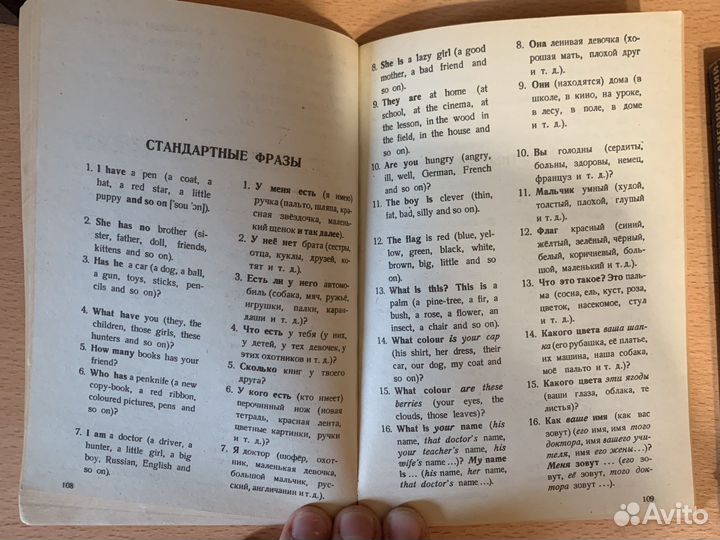 СТАНДАРТНЫЕ ФРАЗЫ
1. I have a pen (a coat, a
hat, a red star, a little
puppy and so on ['sou 'ɔn].
2. She has no brother (si-
ster, father, doll, friends,
kittens and so on).
3. Has he a car (a dog, a ball,
a gun, toys, sticks, pen-
cils and so on)?
4. What have you (they, the
children, those girls, these
hunters and so on)?
5. How many books has your
friend?
6. Who has a penknife (a new
copy-book, a red ribbon,
coloured pictures, pens and
so on)?
7. I am a doctor (a driver, a
hunter, a little girl, a big
boy, Russian, English and
so on).
108
1. У меня есть (я имею)
ручка (пальто, шляпа, кра-
сная звёздочка, маленький
щенок и так далее).
2. У неё нет брата (сестры,
отца, куклы, друзей, ко-
тят и т. д.).
3. Есть ли у него автомо-
биль (собака, мяч, ружьё,
игрушки, палки, каран-
даши и т. д.)?
4. Что есть у тебя (у них,
у детей, у тех девочек, у
этих охотников и т. д.)?
5. Сколько книг у твоего
друга?
6. У кого есть (кто имеет)
перочинный нож (новая
тетрадь, красная лента,
цветные картинки, ручки
и т. д.)?
7. Я доктор (шофёр, охот-
ник, маленькая девочка,
большой мальчик, рус-
ский, англичанин и т. д.).
8. She is a lazy girl (a good
mother, a bad friend and
so on).
9. They are at home (at
school, at the cinema, at
the lesson, in the wood in
the field, in the house and
so on).
10. Are you hungry (angry,
ill, well, German, French
and so on)?
11. The boy is clever (thin,
fat, bad, silly and so on).
12. The flag is red (blue, yel-
low, green, black, white,
brown, big, little and so
on).
13. What is this? This is a
palm (a pine-tree, a fir, a
bush, a rose, a flower, an
insect, a chair and so on).
14. What colour is your cap
(his shirt, her dress, their
car, our dog, my coat and
so on)?
15. What colour are these
berries (your eyes, the
clouds, those leaves)?
16. What is your name (his
name, that doctor's name,
your teacher's name, his
wife's name...)? My name
is ... (his name, her name,
that doctor's name ...).
8. Она ленивая девочка (хо-
рошая мать, плохой друг
и т. д.).
9. Они (находятся) дома (в
школе, в кино, на уроке,
в лесу, в поле, в доме
и т. д.).
10. Вы голодны (сердиты,
больны, здоровы, немец,
француз и т. д.)?
11. Мальчик умный (худой,
толстый, плохой, глупый
и т. д.).
12. Флаг красный (синий,
жёлтый, зелёный, чёрный,
белый, коричневый, боль-
шой, маленький и т. д.).
13. Что это такое? Это паль-
ма (сосна, ель, куст, роза,
цветок, насекомое, стул
и т. д.).
14. Какого цвета ваша шап-
ка (его рубашка, её платье,
их машина, наша собака,
моё пальто и т. д.)?
15. Какого цвета эти ягоды
(ваши глаза, облака, те
листья)?
16. Как ваше имя (как вас
зовут) (его имя, имя того
доктора, имя вашего учи-
теля, имя его жены...)?
Меня зовут ... (его зо-
вут, её зовут, того док-
тора зовут ...).
109
Avito